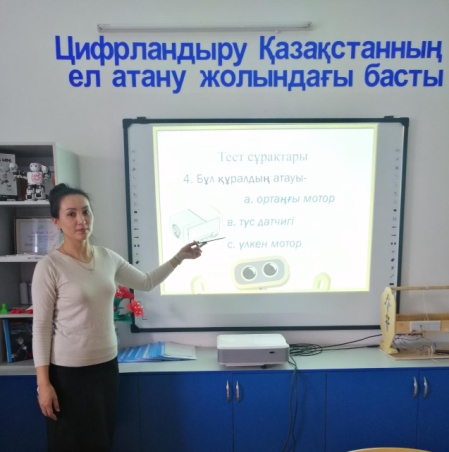 Цифрландыру Қазақстанның
ел атану жолындағы басты
Тест сұрақтары
4. Бұл құралдың атауы-
а. ортаңғы мотор
в. түс датчигі
с. үлкен мотор